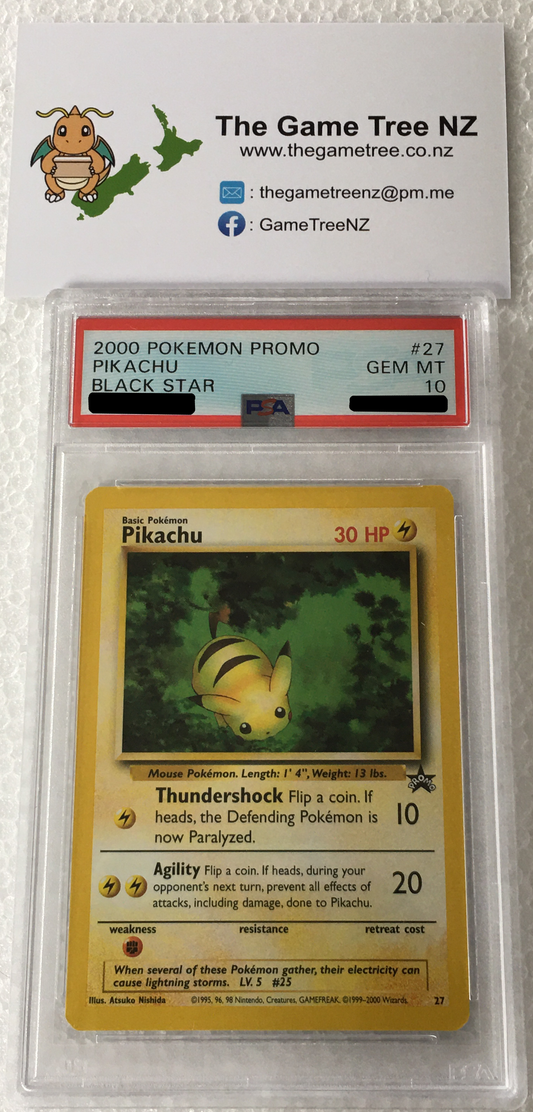 The Game Tree NZ
www.thegametree.co.nz
: thegametreenz@pm.me
: GameTreeNZ
2000 POKEMON PROMO #27
PIKACHU GEM MT
BLACK STAR 10
PSA
Basic Pokémon
Pikachu 30 HP
Mouse Pokémon. Length: 1' 4", Weight: 13 lbs.
PROMO
Thundershock Flip a coin. If
heads, the Defending Pokémon is 10
now Paralyzed.
Agility Flip a coin. If heads, during your
opponent's next turn, prevent all effects of 20
attacks, including damage, done to Pikachu.
weakness resistance retreat cost
When several of these Pokémon gather, their electricity can
cause lightning storms. LV. 5 #25
Illus. Atsuko Nishida ©1995, 96, 98 Nintendo, Creatures, GAMEFREAK. ©1999-2000 Wizards. 27